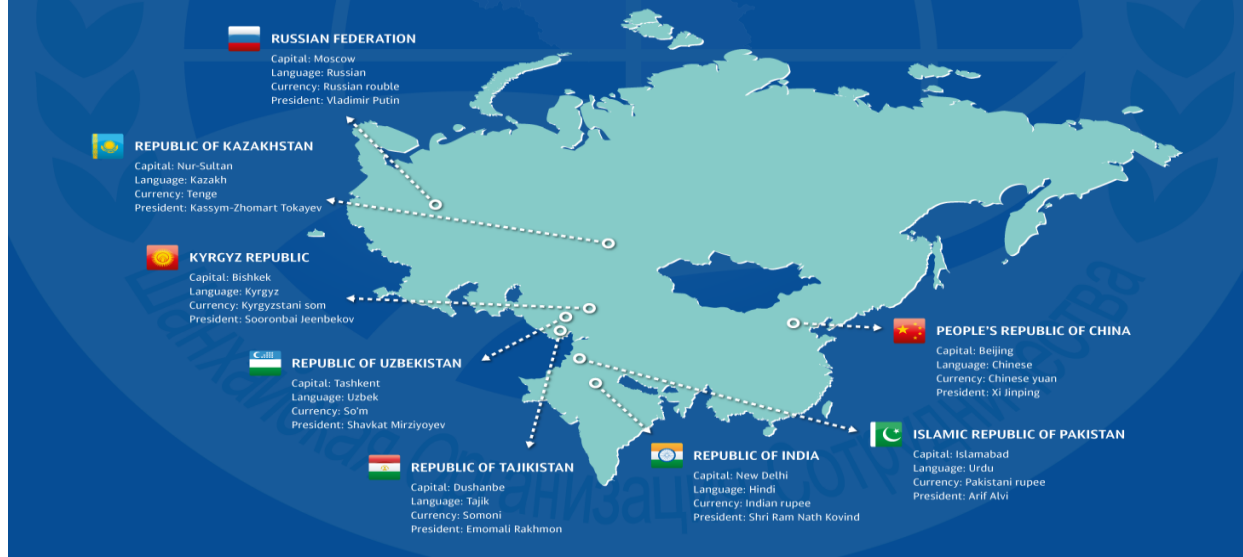 RUSSIAN FEDERATION
Capital: Moscow
Language: Russian
Currency: Russian rouble
President: Vladimir Putin
REPUBLIC OF KAZAKHSTAN
Capital: Nur-Sultan
Language: Kazakh
Currency: Tenge
President: Kassym-Zhomart Tokayev
KYRGYZ REPUBLIC
Capital: Bishkek
Language: Kyrgyz
Currency: Kyrgyzstani som
President: Sooronbai Jeenbekov
REPUBLIC OF UZBEKISTAN
Capital: Tashkent
Language: Uzbek
Currency: So'm
President: Shavkat Mirziyoyev
REPUBLIC OF TAJIKISTAN
Capital: Dushanbe
Language: Tajik
Currency: Somoni
President: Emomali Rakhmon
REPUBLIC OF INDIA
Capital: New Delhi
Language: Hindi
Currency: Indian rupee
President: Shri Ram Nath Kovind
ISLAMIC REPUBLIC OF PAKISTAN
Capital: Islamabad
Language: Urdu
Currency: Pakistani rupee
President: Arif Alvi
PEOPLE'S REPUBLIC OF CHINA
Capital: Beijing
Language: Chinese
Currency: Chinese yuan
President: Xi Jinping